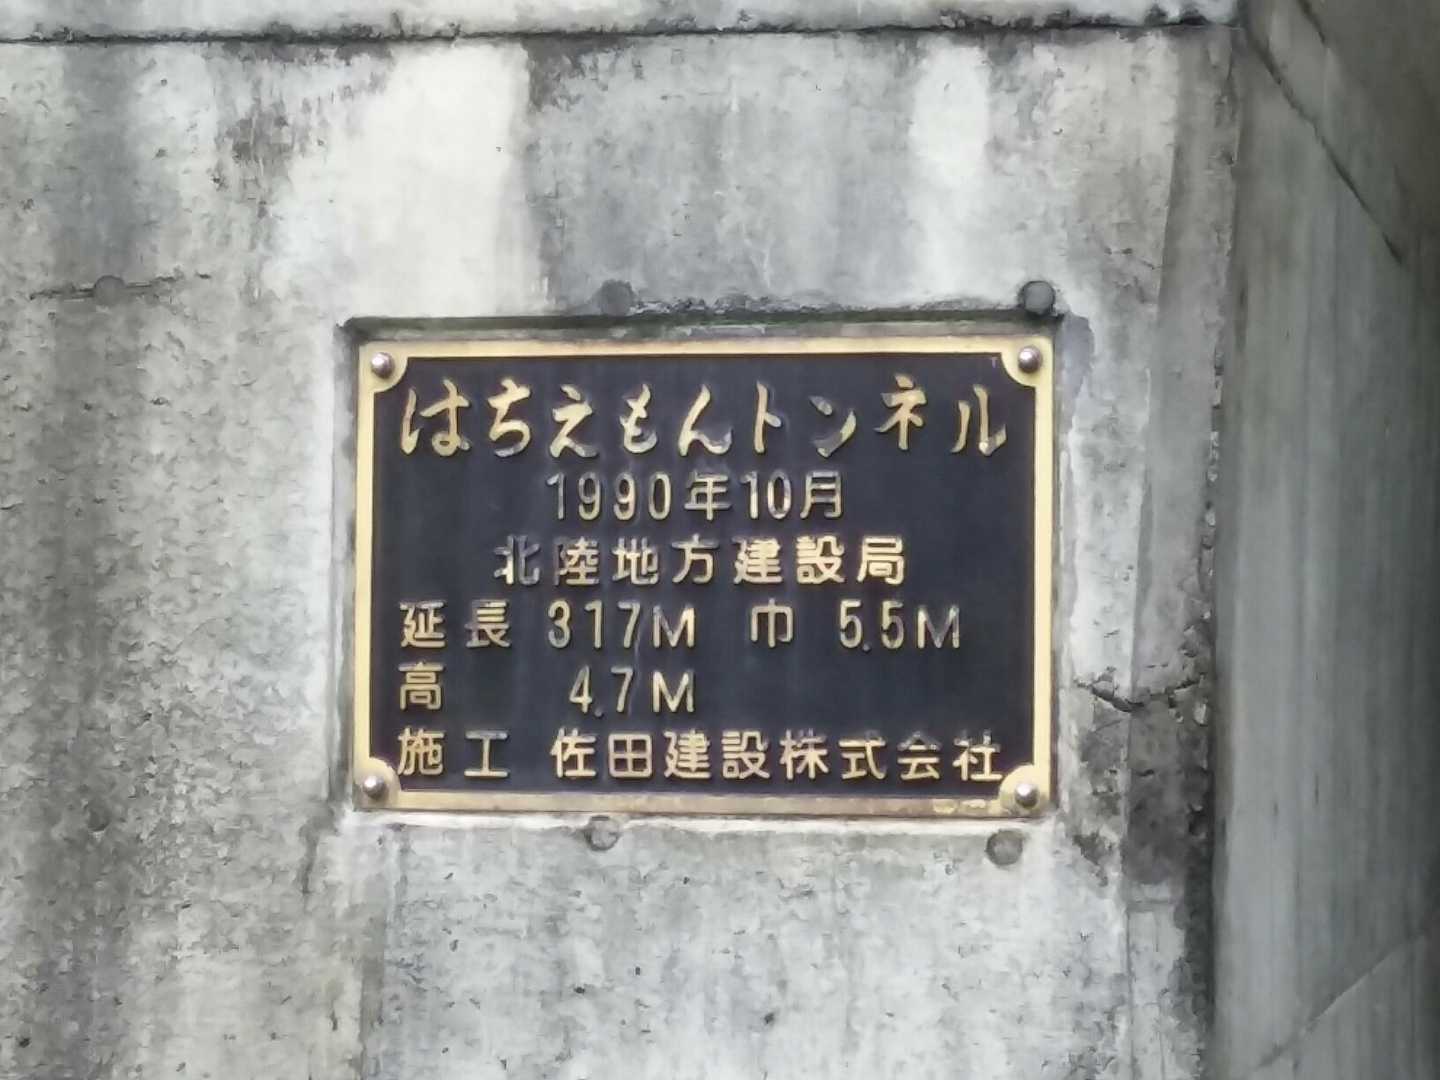 はちえもんトンネル
1990年10月
北陸地方建設局
延長 317M 巾 5.5M
高 4.7M
施工 佐田建設株式会社